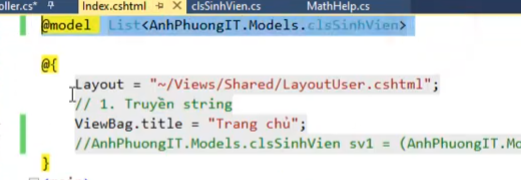 oller.cs* Index.cshtml clsSinhVien.cs MathHelp.cs
@model List<AnhPhuongIT.Models.clsSinhVien>
@{
Layout = "~/Views/Shared/LayoutUser.cshtml";
// 1. Truyền string
ViewBag.title = "Trang chủ";
//AnhPhuongIT.Models.clsSinhVien sv1 = (AnhPhuongIT.Mo
}